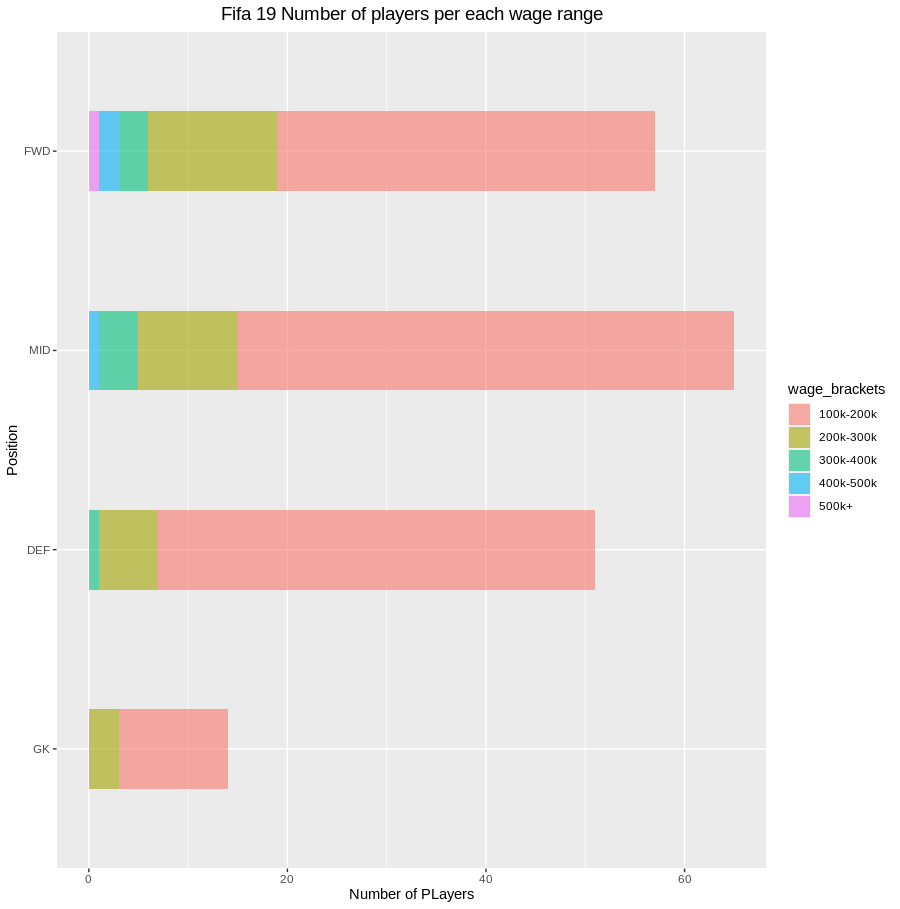 Fifa 19 Number of players per each wage range
Position
FWD
MID
DEF
GK
0 20 40 60
Number of PLayers
wage_brackets
100k-200k
200k-300k
300k-400k
400k-500k
500k+